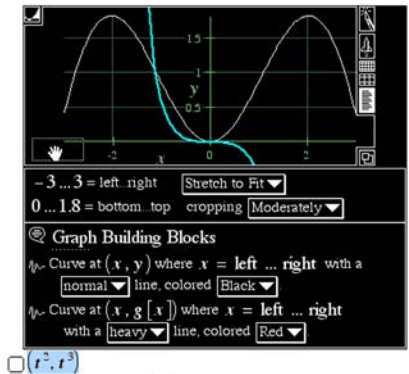 1.5
1
y
0.5
-2 x 0 2
– 3 ... 3 = left...right Stretch to Fit
0 ... 1.8 = bottom...top cropping Moderately
Graph Building Blocks
Curve at (x, y) where x = left ... right with a
normal line, colored Black .
Curve at (x, g[x]) where x = left ... right
with a heavy line, colored Red .
(t², t³)